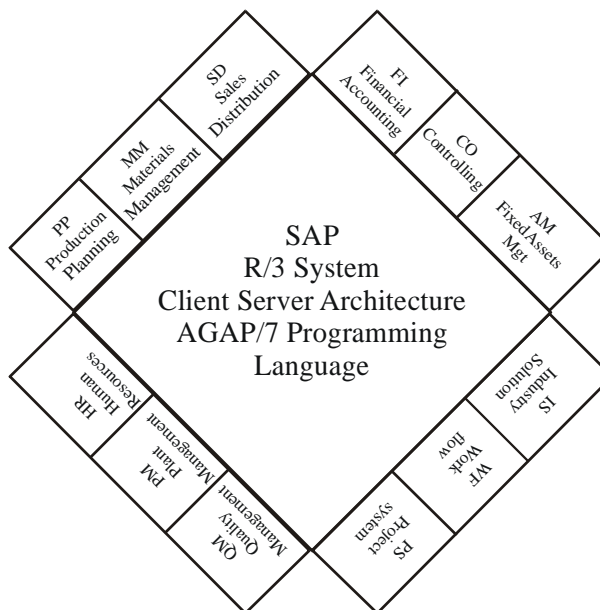 SD
Sales
Distribution
MM
Materials
Management
PP
Production
Planning
FI
Financial
Accounting
CO
Controlling
AM
FixedAssets
Mgt
SAP
R/3 System
Client Server Architecture
AGAP/7 Programming
Language
HR
Human
Resources
PM
Plant
Management
QM
Quality
Management
IS
Industry
Solution
WF
Work
flow
PS
Project
system